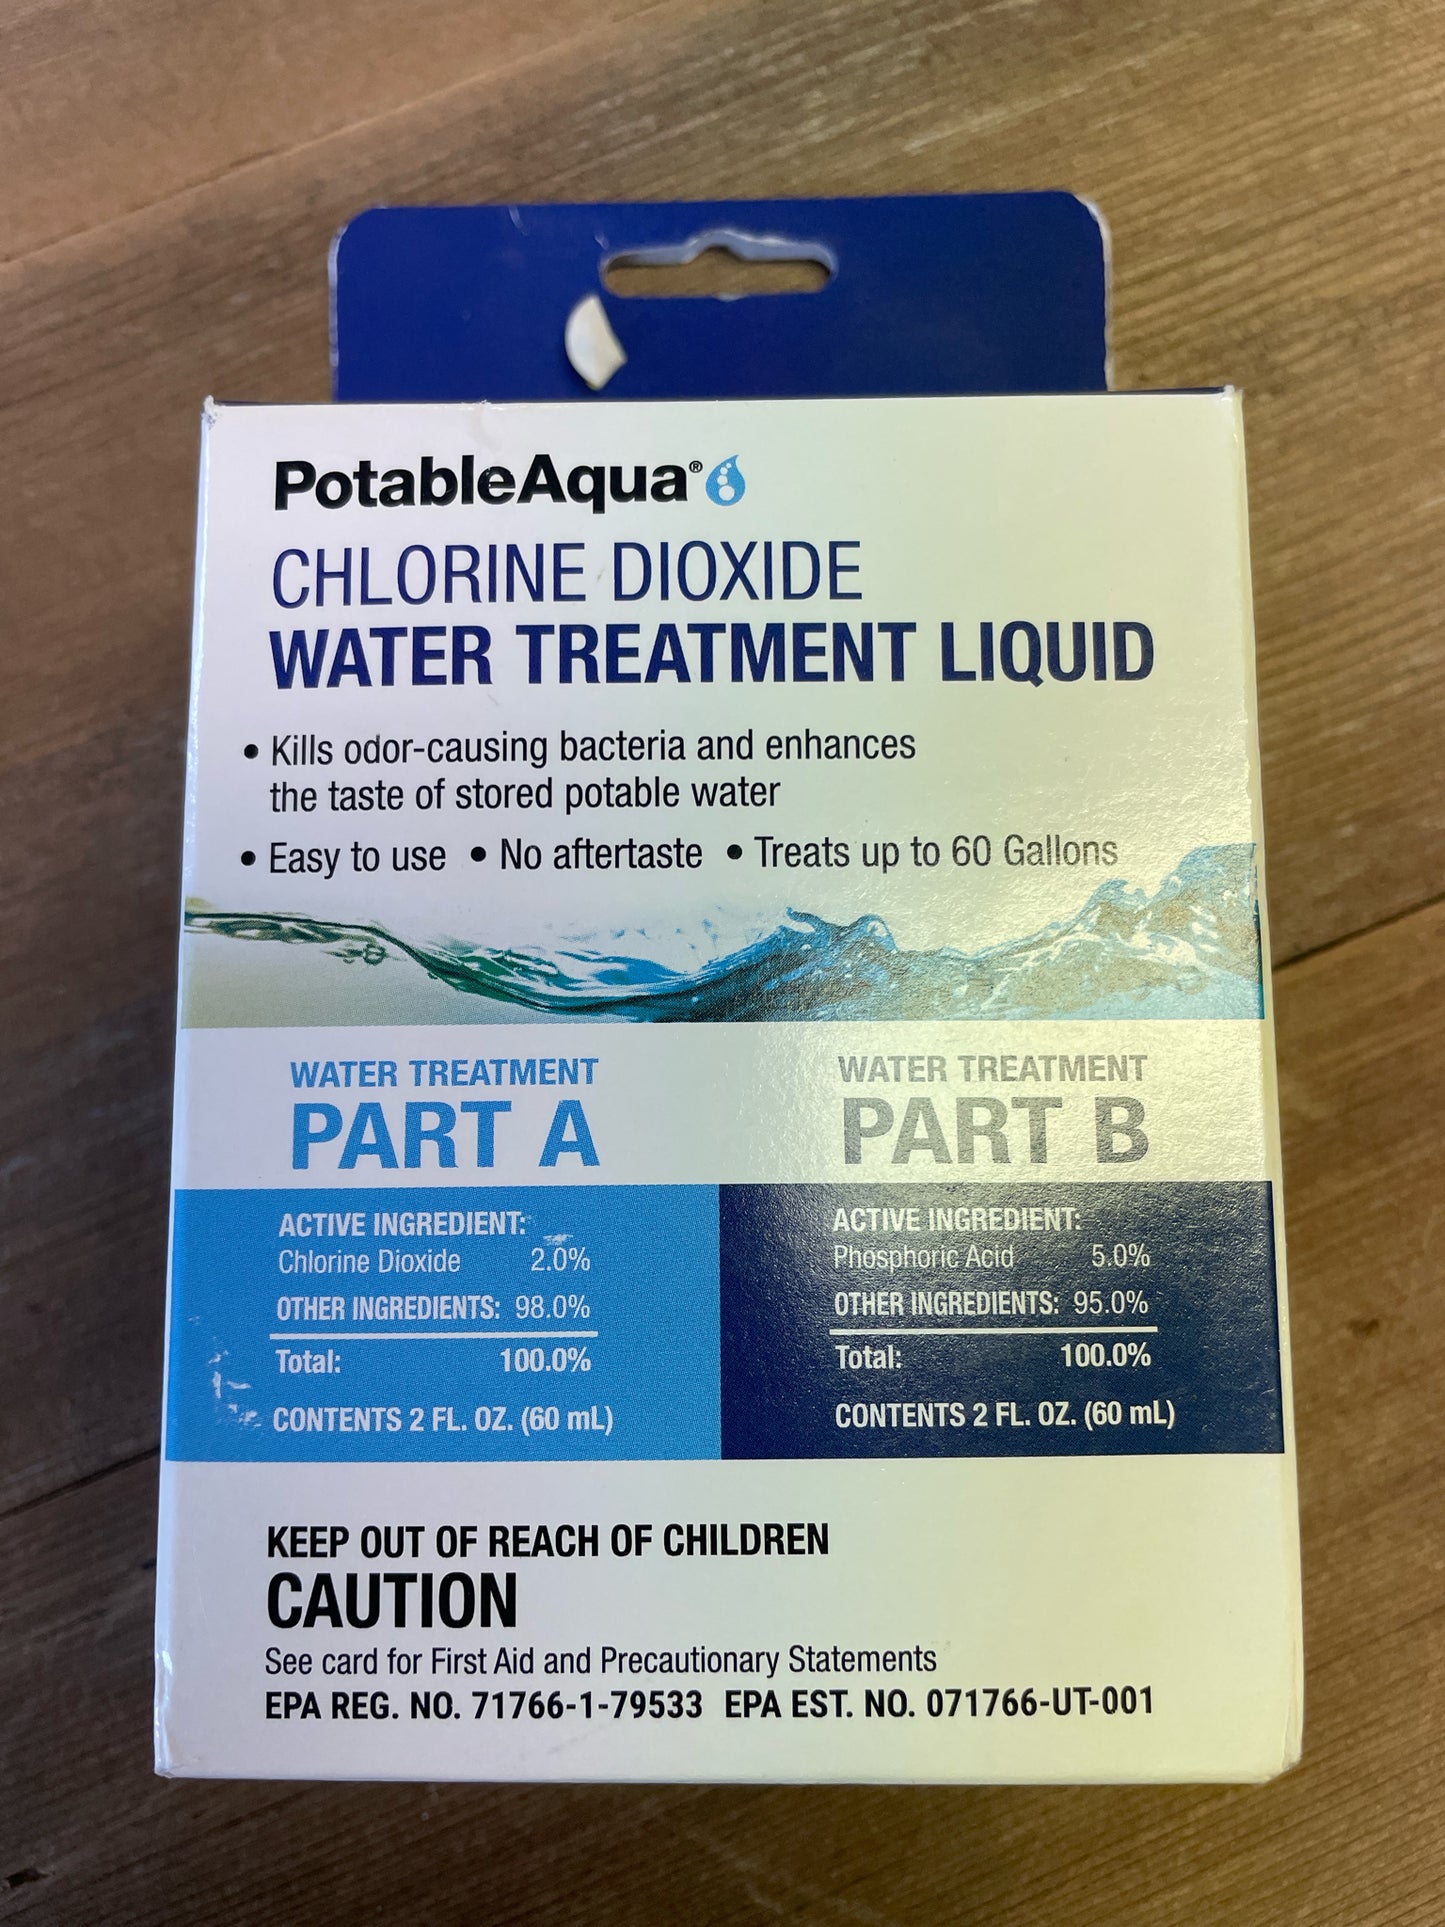 PotableAqua®
CHLORINE DIOXIDE
WATER TREATMENT LIQUID
• Kills odor-causing bacteria and enhances
the taste of stored potable water
• Easy to use • No aftertaste • Treats up to 60 Gallons
WATER TREATMENT
PART A
ACTIVE INGREDIENT:
Chlorine Dioxide 2.0%
OTHER INGREDIENTS: 98.0%
Total: 100.0%
CONTENTS 2 FL. OZ. (60 mL)
WATER TREATMENT
PART B
ACTIVE INGREDIENT:
Phosphoric Acid 5.0%
OTHER INGREDIENTS: 95.0%
Total: 100.0%
CONTENTS 2 FL. OZ. (60 mL)
KEEP OUT OF REACH OF CHILDREN
CAUTION
See card for First Aid and Precautionary Statements
EPA REG. NO. 71766-1-79533 EPA EST. NO. 071766-UT-001